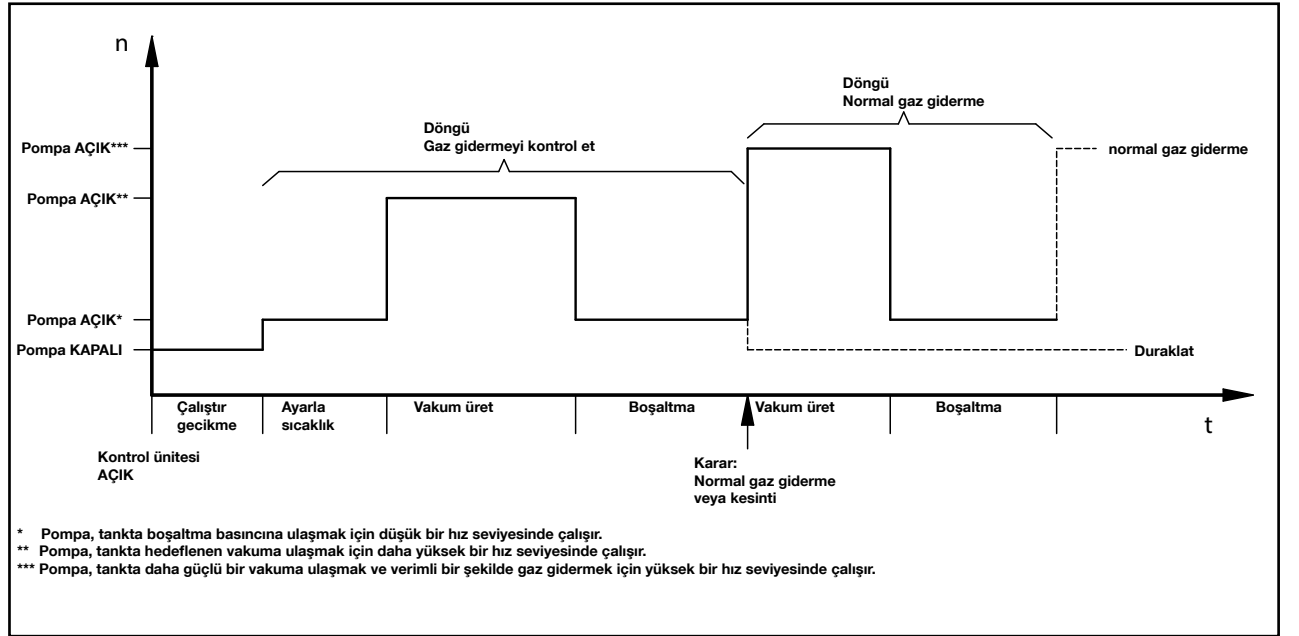 n
Döngü
Normal gaz giderme
Döngü
Gaz gidermeyi kontrol et
Pompa AÇIK***
normal gaz giderme
Pompa AÇIK**
Pompa AÇIK*
Pompa KAPALI
Duraklat
Çalıştır
gecikme
Ayarla
sıcaklık
Vakum üret
Boşaltma
Vakum üret
Boşaltma
t
Kontrol ünitesi
AÇIK
Karar:
Normal gaz giderme
veya kesinti
* Pompa, tankta boşaltma basıncına ulaşmak için düşük bir hız seviyesinde çalışır.
** Pompa, tankta hedeflenen vakuma ulaşmak için daha yüksek bir hız seviyesinde çalışır.
*** Pompa, tankta daha güçlü bir vakuma ulaşmak ve verimli bir şekilde gaz gidermek için yüksek bir hız seviyesinde çalışır.